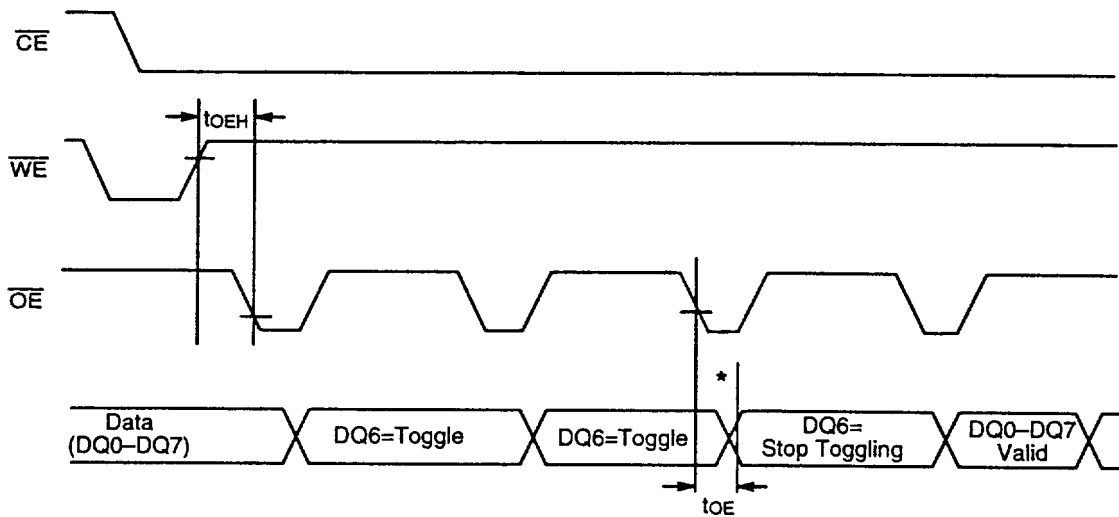 CE
tOEH
WE
OE
*
Data
(DQ0–DQ7)
DQ6=Toggle
DQ6=Toggle
DQ6=
Stop Toggling
DQ0–DQ7
Valid
tOE